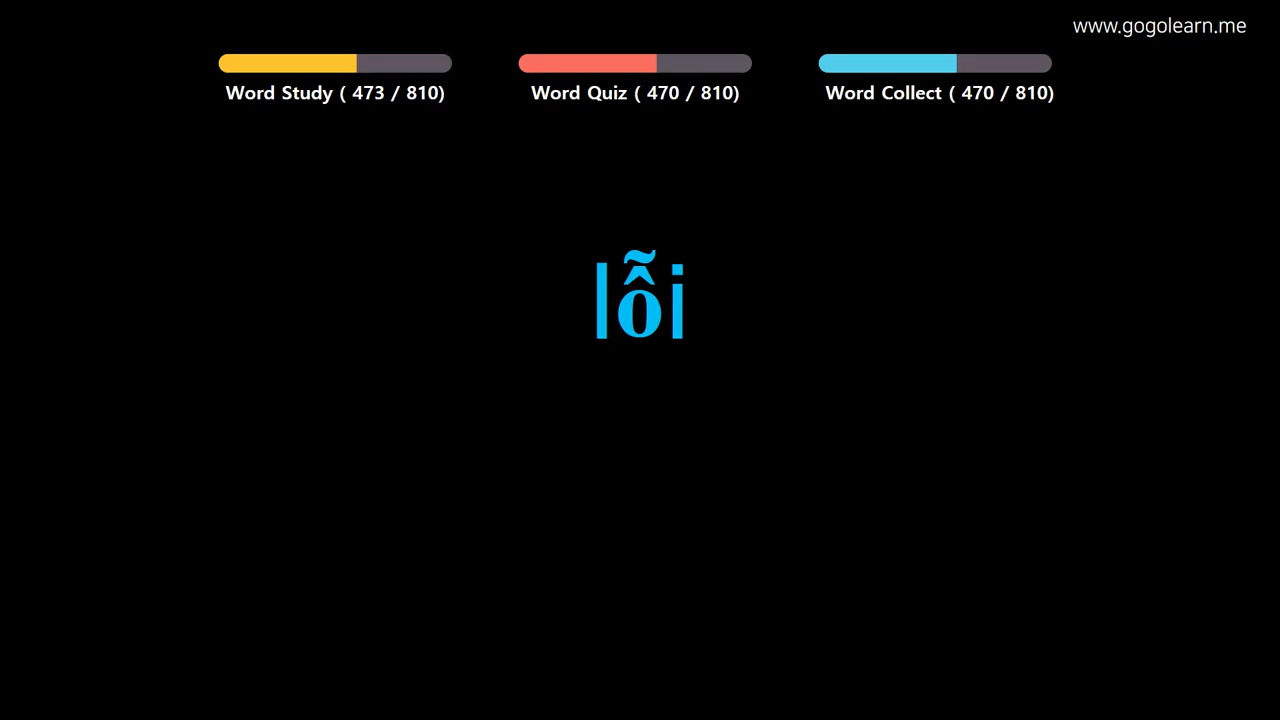 www.gogolearn.me
Word Study ( 473 / 810)
Word Quiz ( 470 / 810)
Word Collect ( 470 / 810)
lỗi